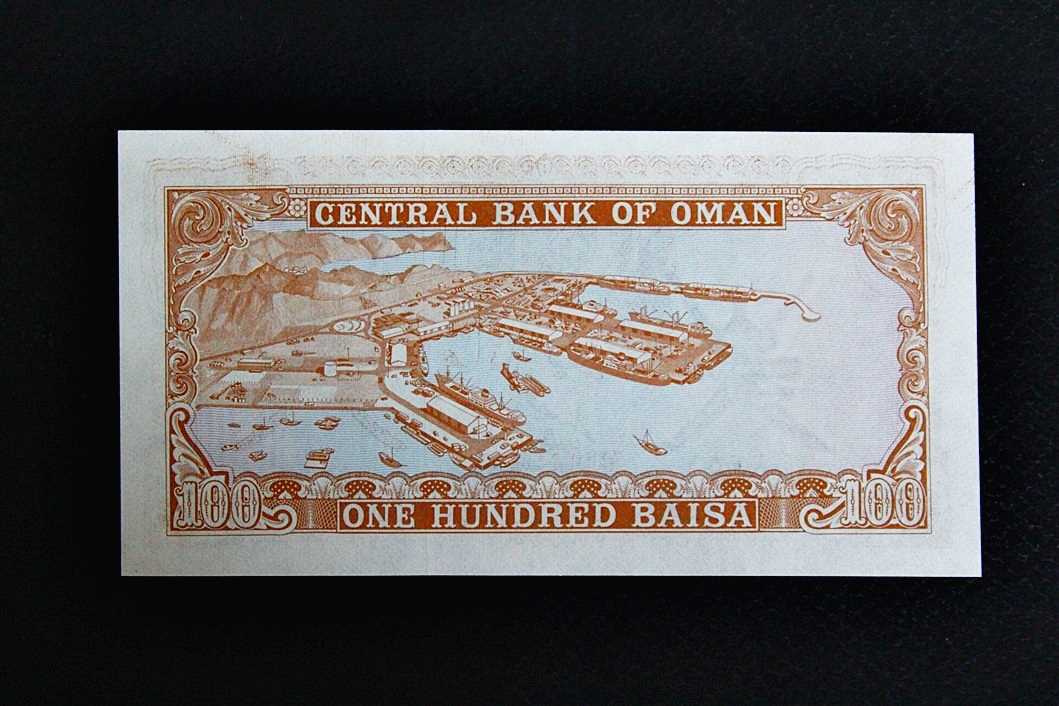 CENTRAL BANK OF OMAN
100 ONE HUNDRED BAISA 100